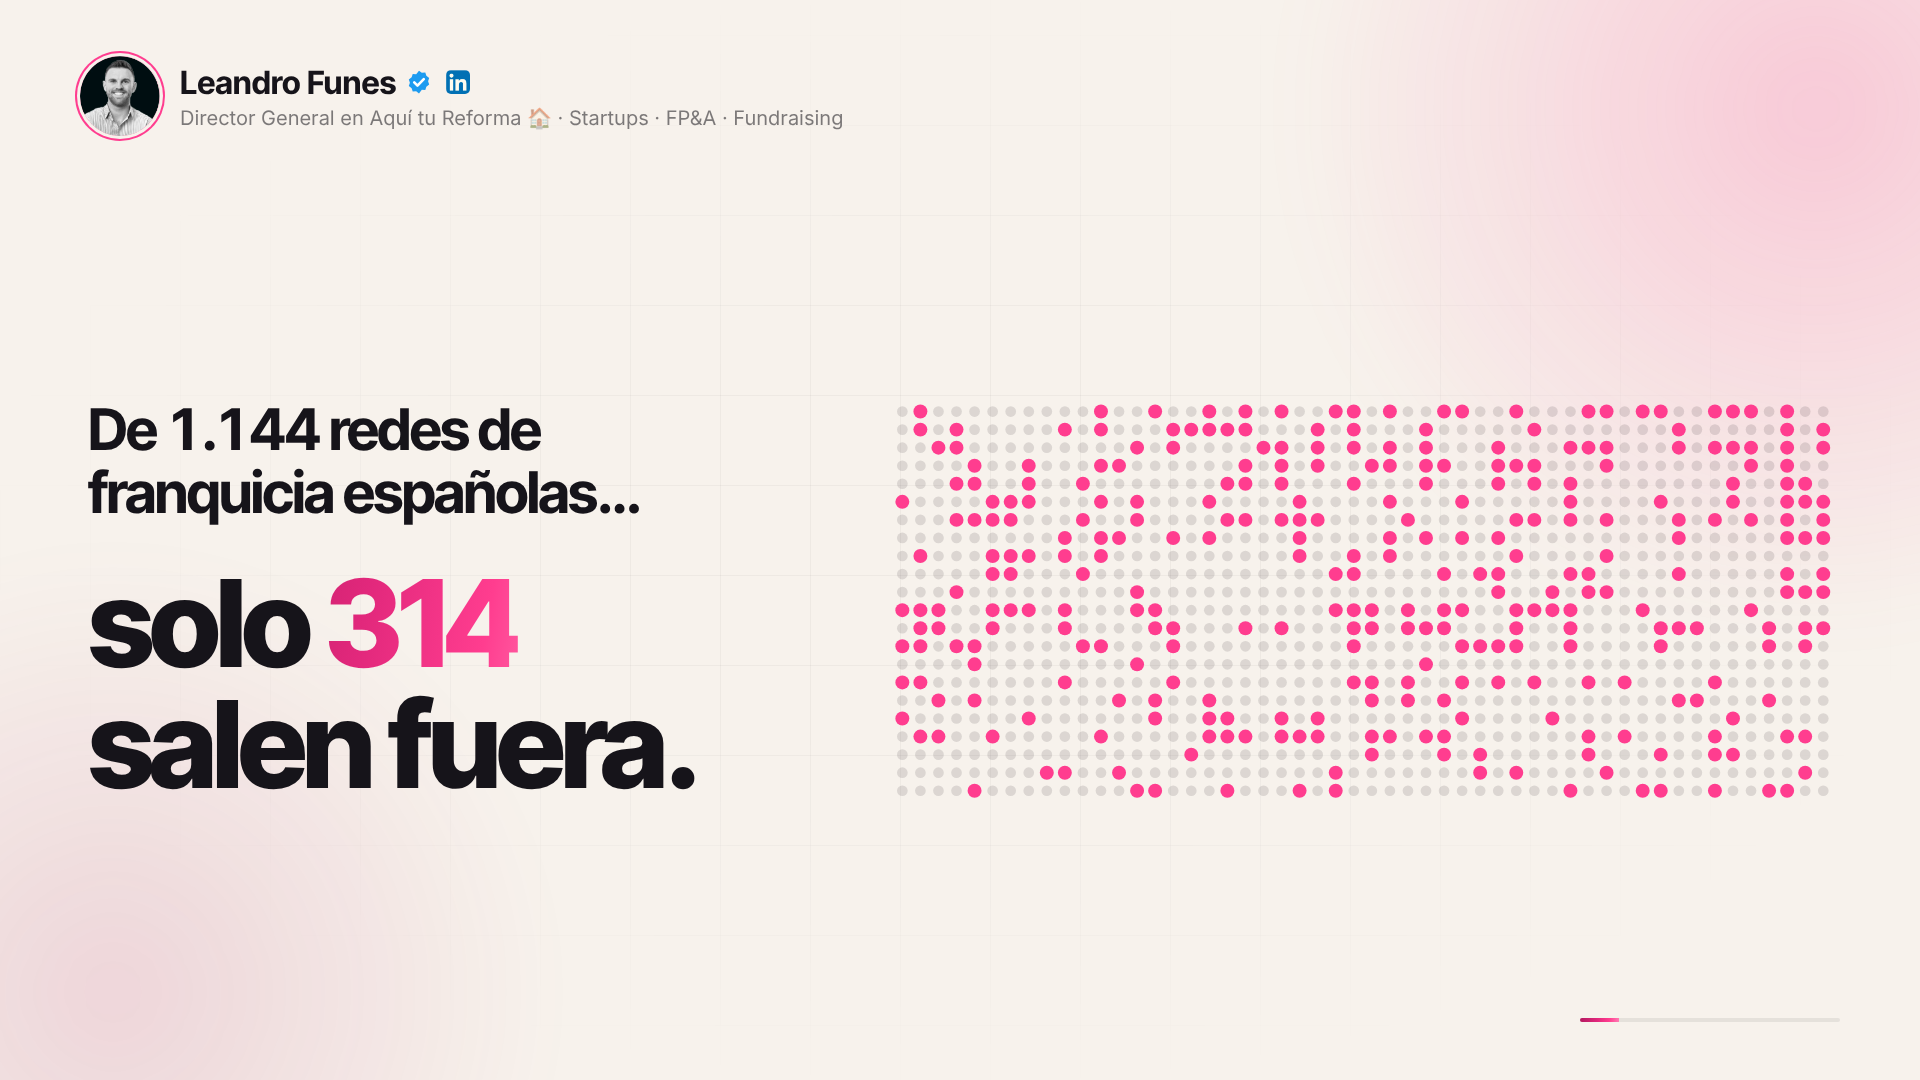 Leandro Funes
Director General en Aquí tu Reforma 🏠 · Startups · FP&A · Fundraising
De 1.144 redes de
franquicia españolas...
solo 314
salen fuera.